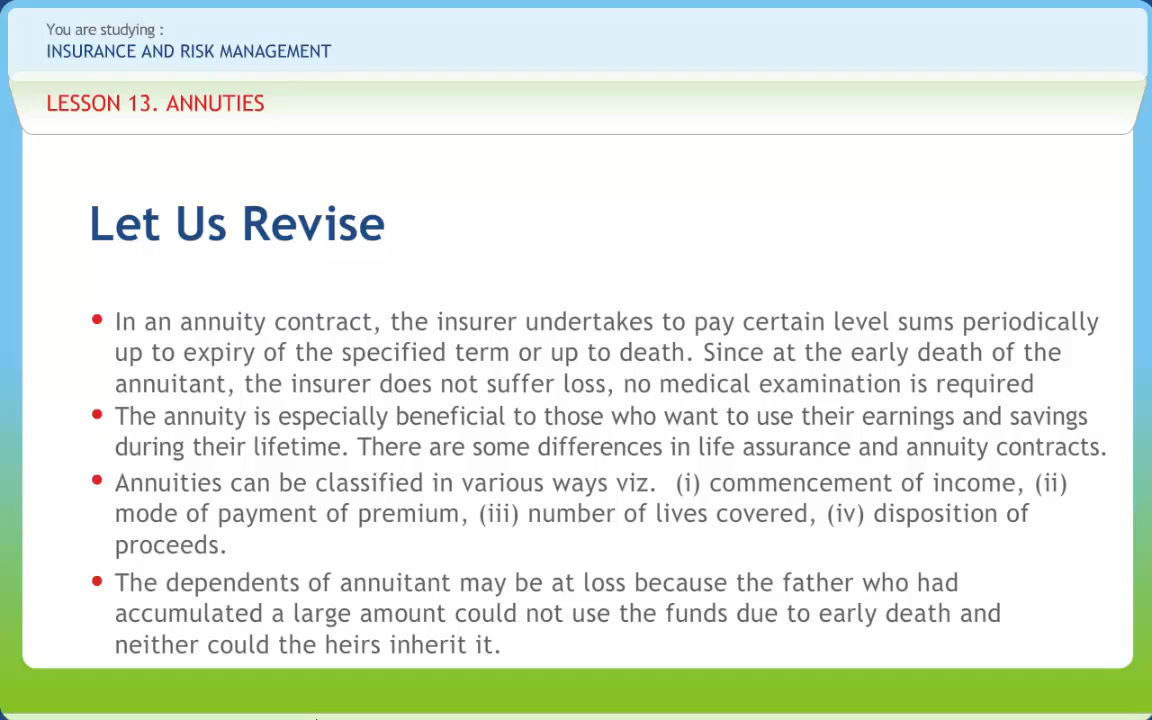 You are studying :
INSURANCE AND RISK MANAGEMENT
LESSON 13. ANNUTIES
Let Us Revise
• In an annuity contract, the insurer undertakes to pay certain level sums periodically
up to expiry of the specified term or up to death. Since at the early death of the
annuitant, the insurer does not suffer loss, no medical examination is required
• The annuity is especially beneficial to those who want to use their earnings and savings
during their lifetime. There are some differences in life assurance and annuity contracts.
• Annuities can be classified in various ways viz. (i) commencement of income, (ii)
mode of payment of premium, (iii) number of lives covered, (iv) disposition of
proceeds.
• The dependents of annuitant may be at loss because the father who had
accumulated a large amount could not use the funds due to early death and
neither could the heirs inherit it.